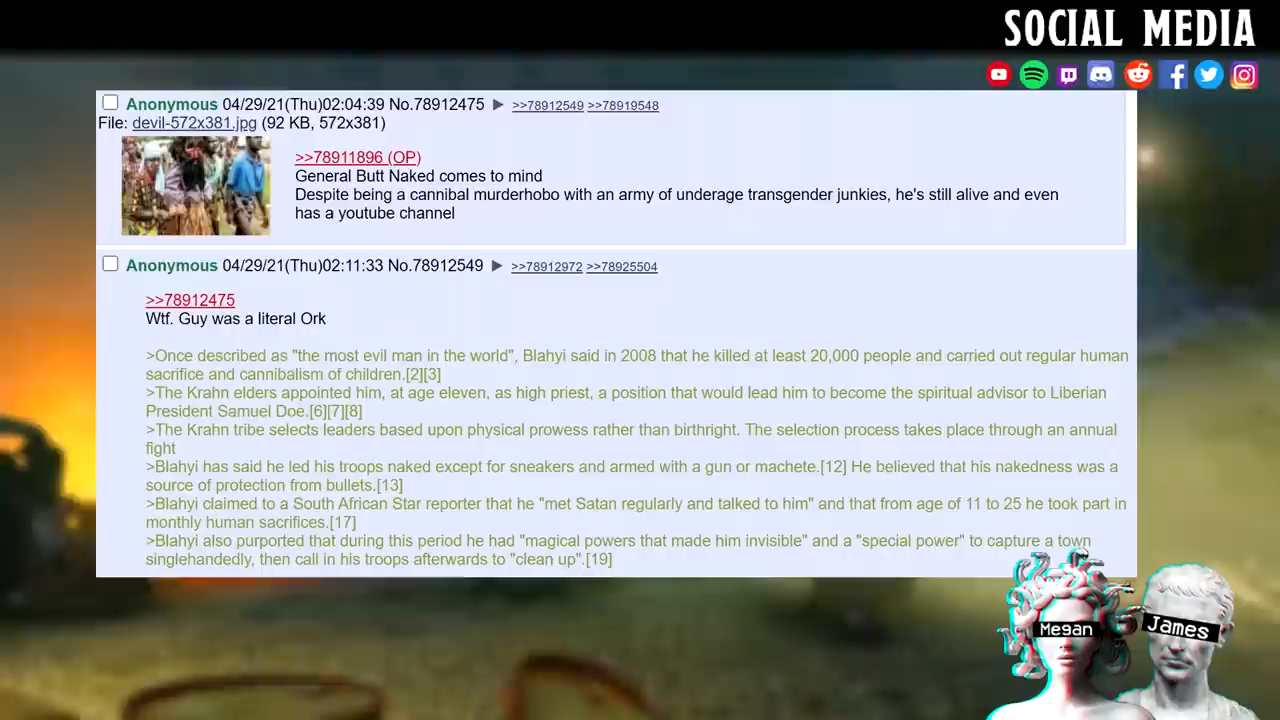 SOCIAL MEDIA
Anonymous 04/29/21(Thu)02:04:39 No.78912475 ▶ >>78912549 >>78919548
File: devil-572x381.jpg (92 KB, 572x381)
>>78911896 (OP)
General Butt Naked comes to mind
Despite being a cannibal murderhobo with an army of underage transgender junkies, he's still alive and even
has a youtube channel
Anonymous 04/29/21(Thu)02:11:33 No.78912549 ▶ >>78912972 >>78925504
>>78912475
Wtf. Guy was a literal Ork
>Once described as "the most evil man in the world", Blahyi said in 2008 that he killed at least 20,000 people and carried out regular human
sacrifice and cannibalism of children.[2][3]
>The Krahn elders appointed him, at age eleven, as high priest, a position that would lead him to become the spiritual advisor to Liberian
President Samuel Doe.[6][7][8]
>The Krahn tribe selects leaders based upon physical prowess rather than birthright. The selection process takes place through an annual
fight
>Blahyi has said he led his troops naked except for sneakers and armed with a gun or machete.[12] He believed that his nakedness was a
source of protection from bullets.[13]
>Blahyi claimed to a South African Star reporter that he "met Satan regularly and talked to him" and that from age of 11 to 25 he took part in
monthly human sacrifices.[17]
>Blahyi also purported that during this period he had "magical powers that made him invisible" and a "special power" to capture a town
singlehandedly, then call in his troops afterwards to "clean up".[19]
Megan
James